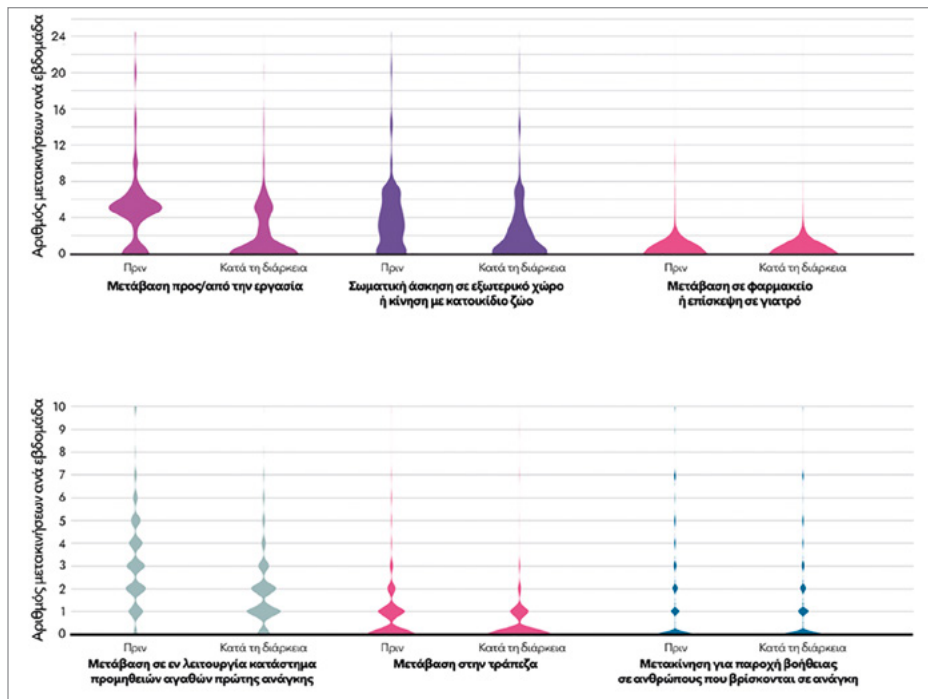 Αριθμός μετακινήσεων ανά εβδομάδα
24
20
16
12
8
4
0
Πριν
Κατά τη διάρκεια
Πριν
Κατά τη διάρκεια
Πριν
Κατά τη διάρκεια
Μετάβαση προς/από την εργασία
Σωματική άσκηση σε εξωτερικό χώρο
ή κίνηση με κατοικίδιο ζώο
Μετάβαση σε φαρμακείο
ή επίσκεψη σε γιατρό
Αριθμός μετακινήσεων ανά εβδομάδα
10
9
8
7
6
5
4
3
2
1
0
Πριν
Κατά τη διάρκεια
Πριν
Κατά τη διάρκεια
Πριν
Κατά τη διάρκεια
Μετάβαση σε εν λειτουργία κατάστημα
προμηθειών αγαθών πρώτης ανάγκης
Μετάβαση στην τράπεζα
Μετακίνηση για παροχή βοήθειας
σε ανθρώπους που βρίσκονται σε ανάγκη